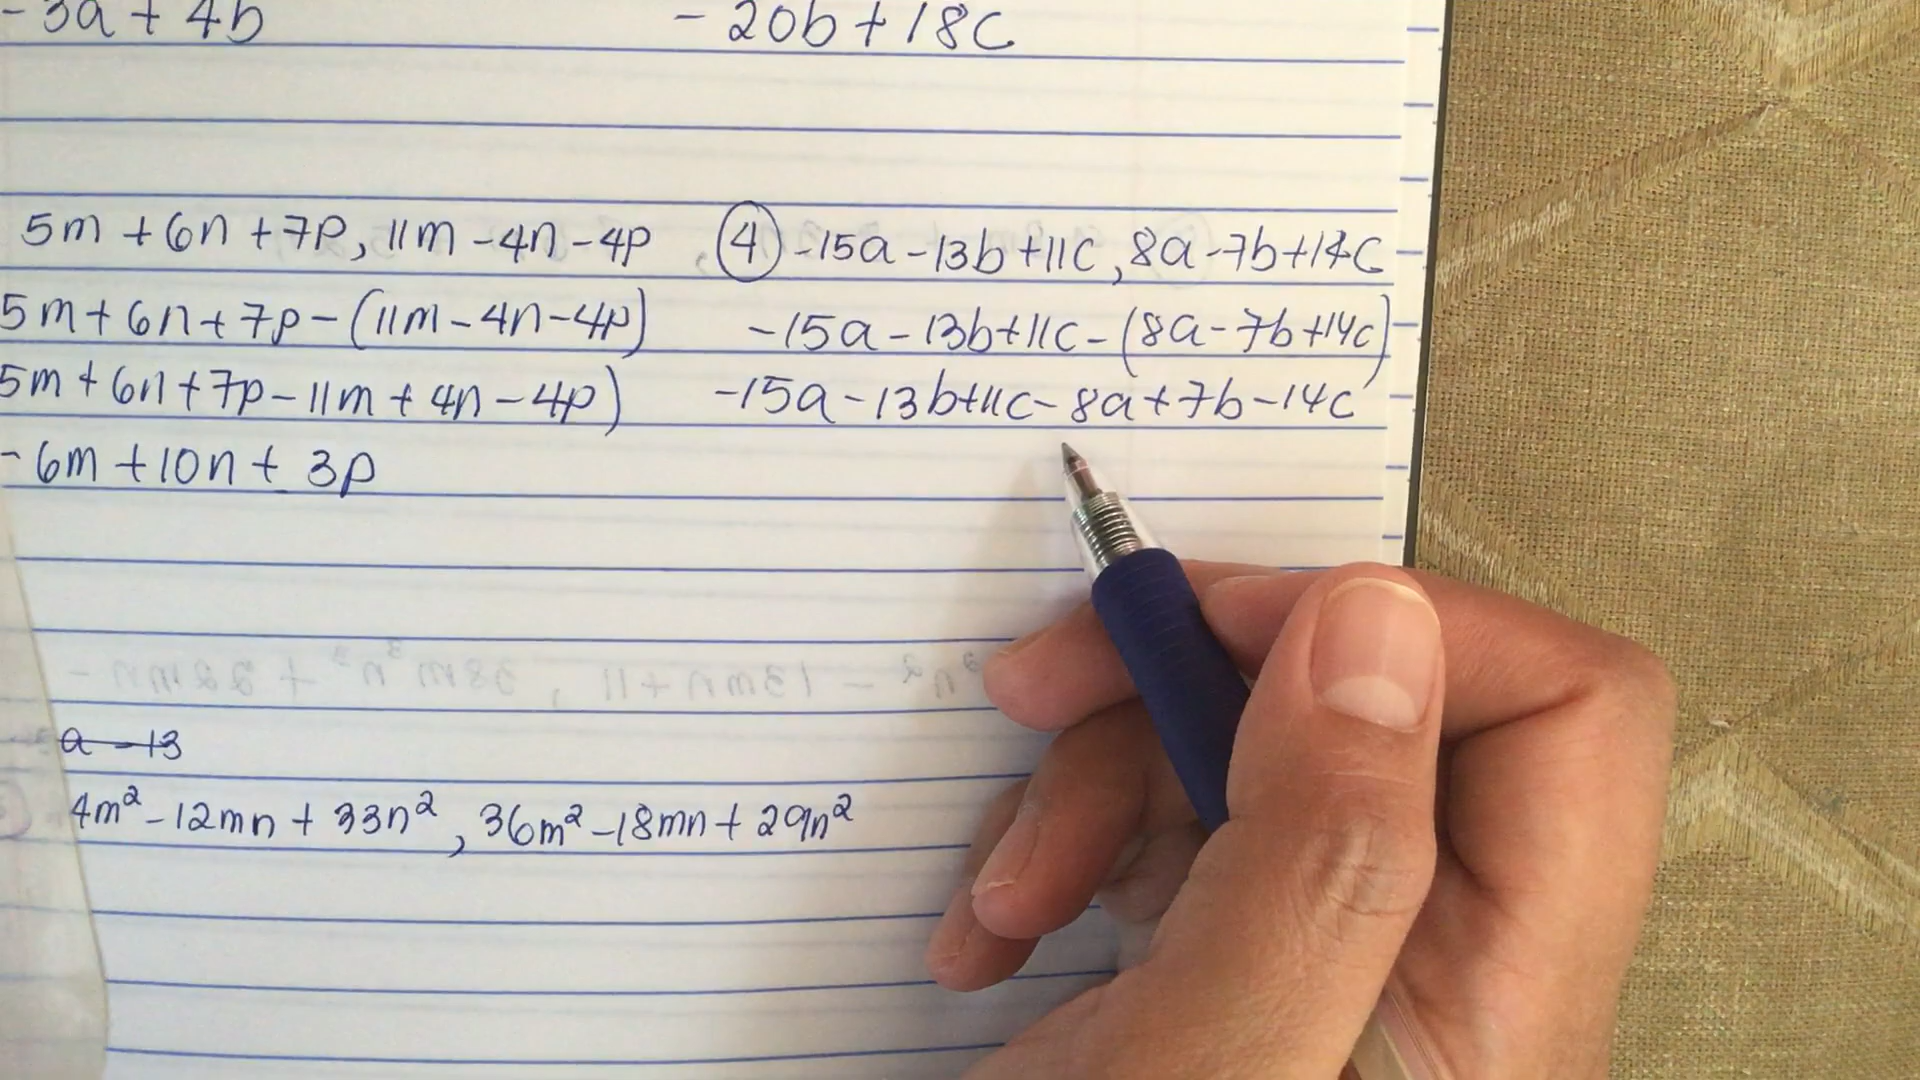 -3a + 4b
-20b + 18c
5m + 6n + 7p, 11m - 4n - 4p
5m + 6n + 7p - (11m - 4n - 4p)
5m + 6n + 7p - 11m + 4n - 4p)
- 6m + 10n + 3p
④ -15a - 13b + 11c, 8a - 7b + 14c
-15a - 13b + 11c - (8a - 7b + 14c)
-15a - 13b + 11c - 8a + 7b - 14c
a - 13
4m² - 12mn + 33n², 36m² - 18mn + 29n²